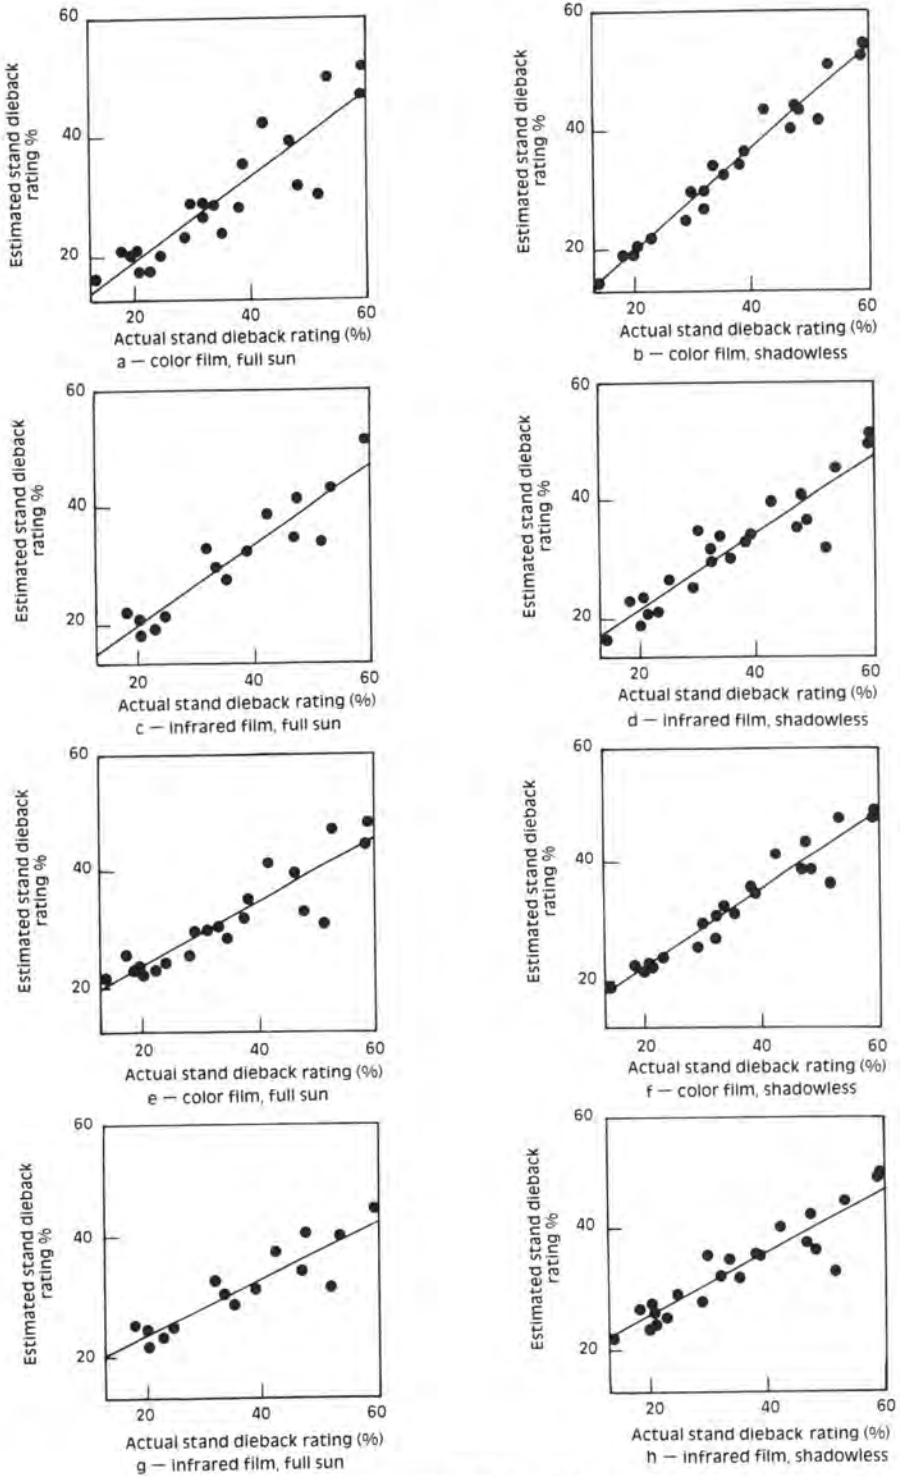 60
40
20
Estimated stand dieback
rating %
40
60
Actual stand dieback rating (%)
a — color film, full sun
60
40
20
Estimated stand dieback
rating %
20
40
60
Actual stand dieback rating (%)
b — color film, shadowless
60
40
20
Estimated stand dieback
rating %
20
40
60
Actual stand dieback rating (%)
c — infrared film, full sun
60
40
20
Estimated stand dieback
rating %
20
40
60
Actual stand dieback rating (%)
d — infrared film, shadowless
60
40
20
Estimated stand dieback
rating %
20
40
60
Actual stand dieback rating (%)
e — color film, full sun
60
40
20
Estimated stand dieback
rating %
20
40
60
Actual stand dieback rating (%)
f — color film, shadowless
60
40
20
Estimated stand dieback
rating %
20
40
60
Actual stand dieback rating (%)
g — infrared film, full sun
60
40
20
Estimated stand dieback
rating %
20
40
60
Actual stand dieback rating (%)
h — infrared film, shadowless